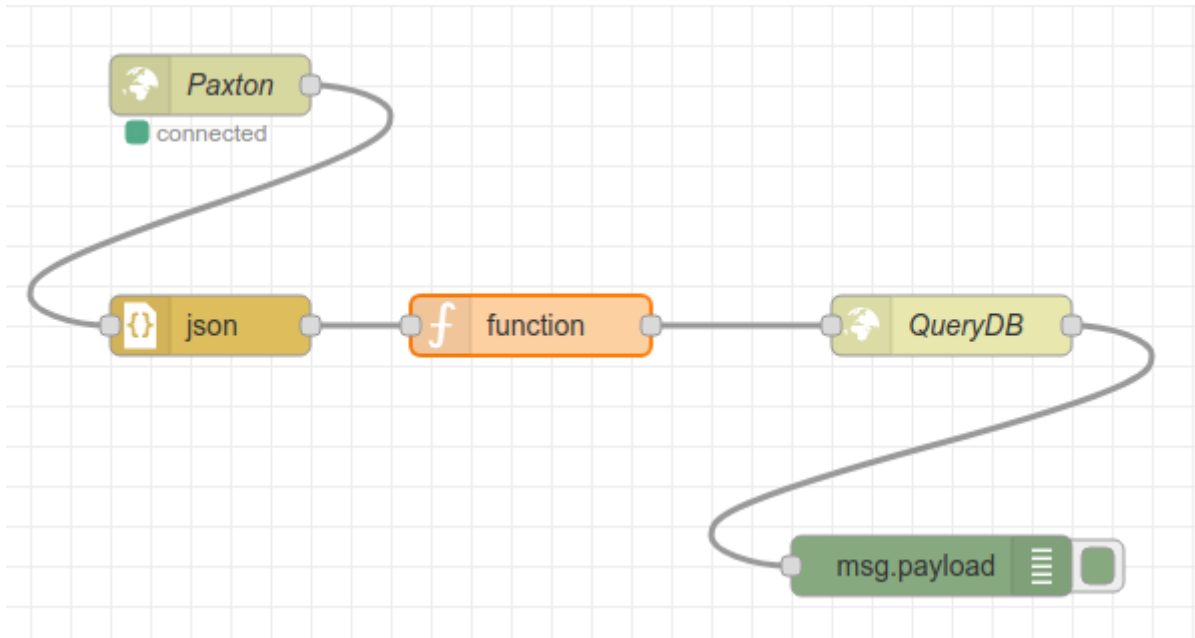 Paxton
connected
json
function
QueryDB
msg.payload